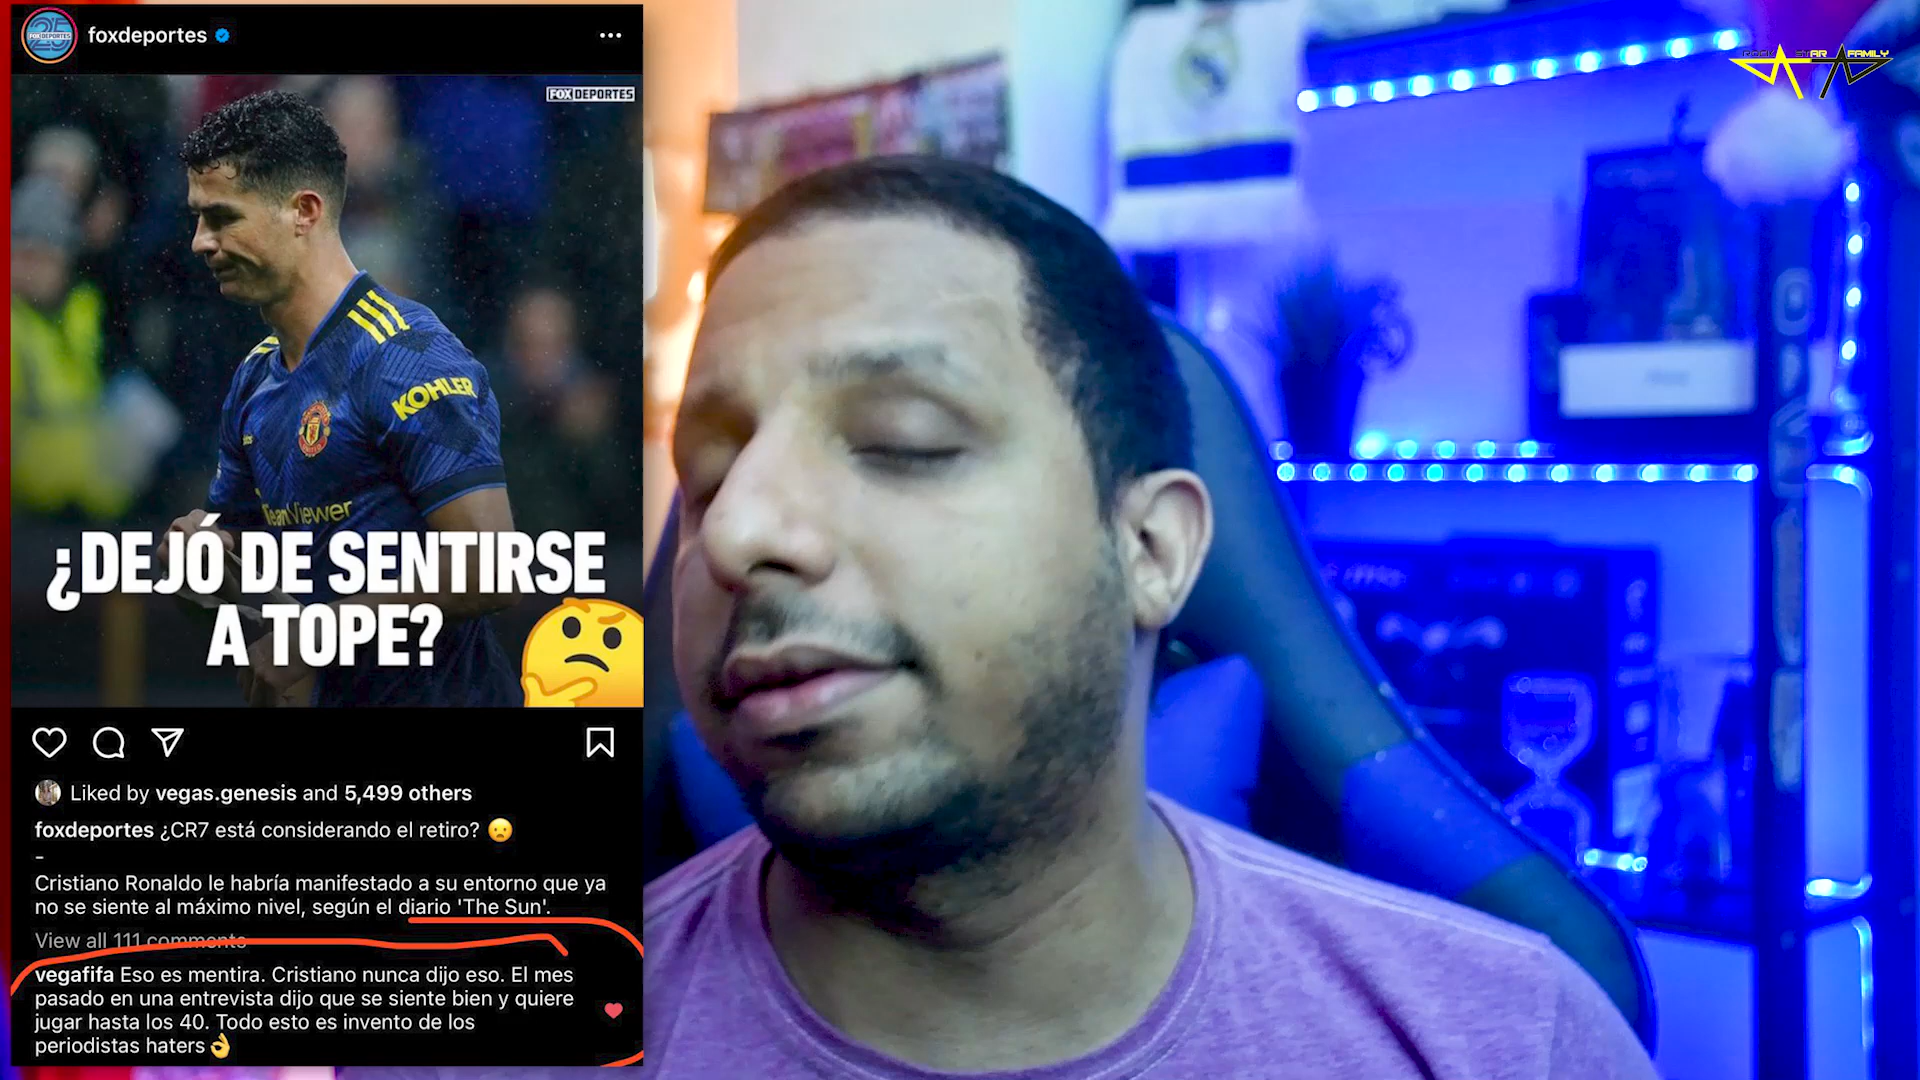 foxdeportes
FOX DEPORTES
KOHLER
TeamViewer
¿DEJÓ DE SENTIRSE
A TOPE?
Liked by vegas.genesis and 5,499 others
foxdeportes ¿CR7 está considerando el retiro? 😦
-
Cristiano Ronaldo le habría manifestado a su entorno que ya
no se siente al máximo nivel, según el diario 'The Sun'.
View all 111 comments
vegafifa Eso es mentira. Cristiano nunca dijo eso. El mes
pasado en una entrevista dijo que se siente bien y quiere
jugar hasta los 40. Todo esto es invento de los
periodistas haters👌
ROCK STAR FAMILY